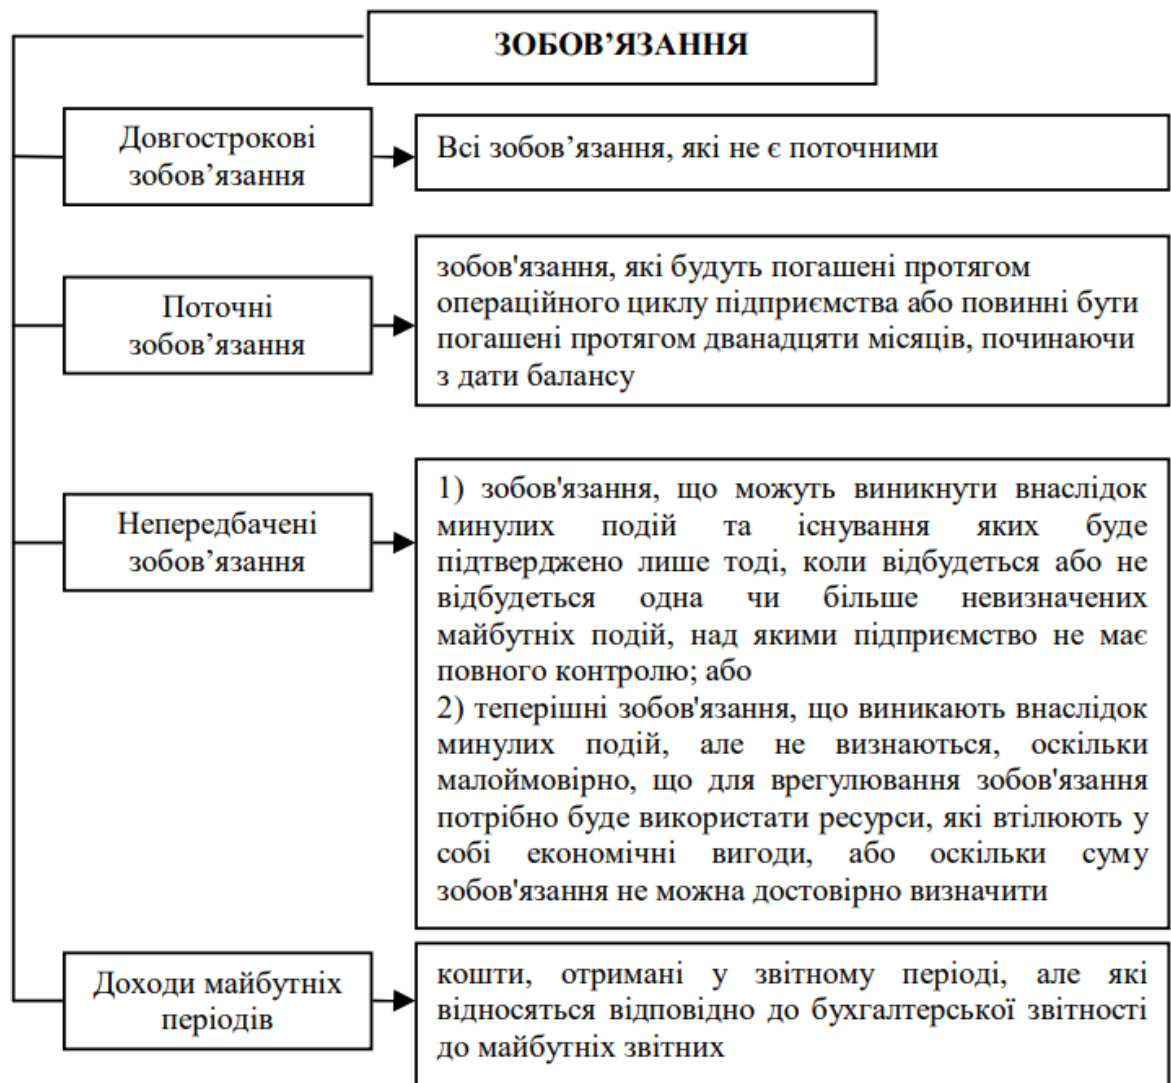 ЗОБОВ’ЯЗАННЯ
Довгострокові
зобов’язання
Всі зобов’язання, які не є поточними
Поточні
зобов’язання
зобов'язання, які будуть погашені протягом
операційного циклу підприємства або повинні бути
погашені протягом дванадцяти місяців, починаючи
з дати балансу
Непередбачені
зобов’язання
1) зобов'язання, що можуть виникнути внаслідок
минулих подій та існування яких буде
підтверджено лише тоді, коли відбудеться або не
відбудеться одна чи більше невизначених
майбутніх подій, над якими підприємство не має
повного контролю; або
2) теперішні зобов'язання, що виникають внаслідок
минулих подій, але не визнаються, оскільки
малоймовірно, що для врегулювання зобов'язання
потрібно буде використати ресурси, які втілюють у
собі економічні вигоди, або оскільки суму
зобов'язання не можна достовірно визначити
Доходи майбутніх
періодів
кошти, отримані у звітному періоді, але які
відносяться відповідно до бухгалтерської звітності
до майбутніх звітних